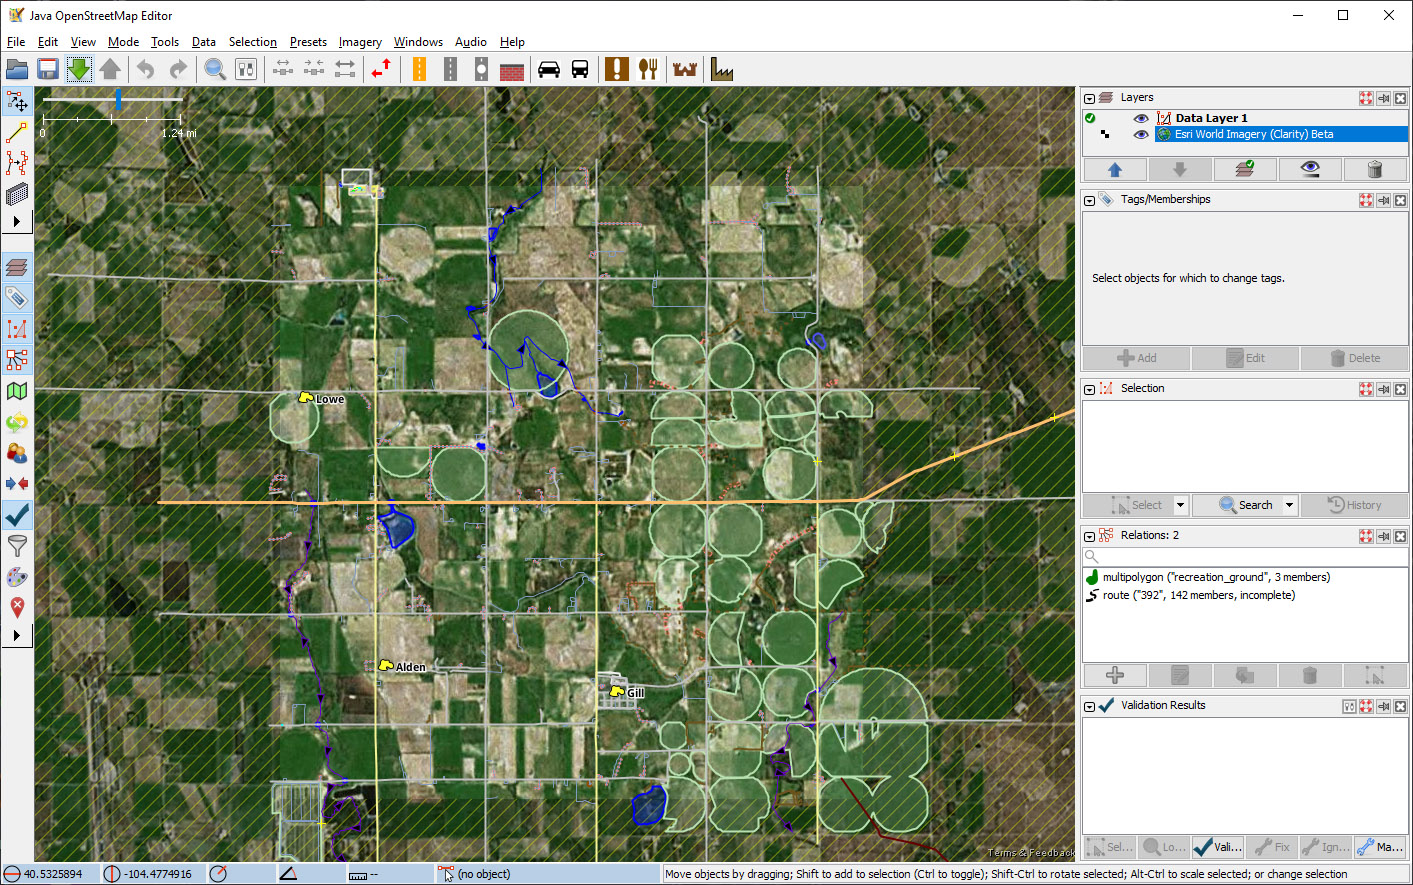 Java OpenStreetMap Editor
File Edit View Mode Tools Data Selection Presets Imagery Windows Audio Help
0 1.24 mi
Lowe
Alden
Gill
Terms & Feedback
Layers
Data Layer 1
Esri World Imagery (Clarity) Beta
Tags/Memberships
Select objects for which to change tags.
Add Edit Delete
Selection
Select Search History
Relations: 2
multipolygon ("recreation_ground", 3 members)
route ("392", 142 members, incomplete)
Validation Results
Sel... Lo... Vali... Fix Ign... Ma...
40.5325894 -104.4774916 -- (no object) Move objects by dragging; Shift to add to selection (Ctrl to toggle); Shift-Ctrl to rotate selected; Alt-Ctrl to scale selected; or change selection